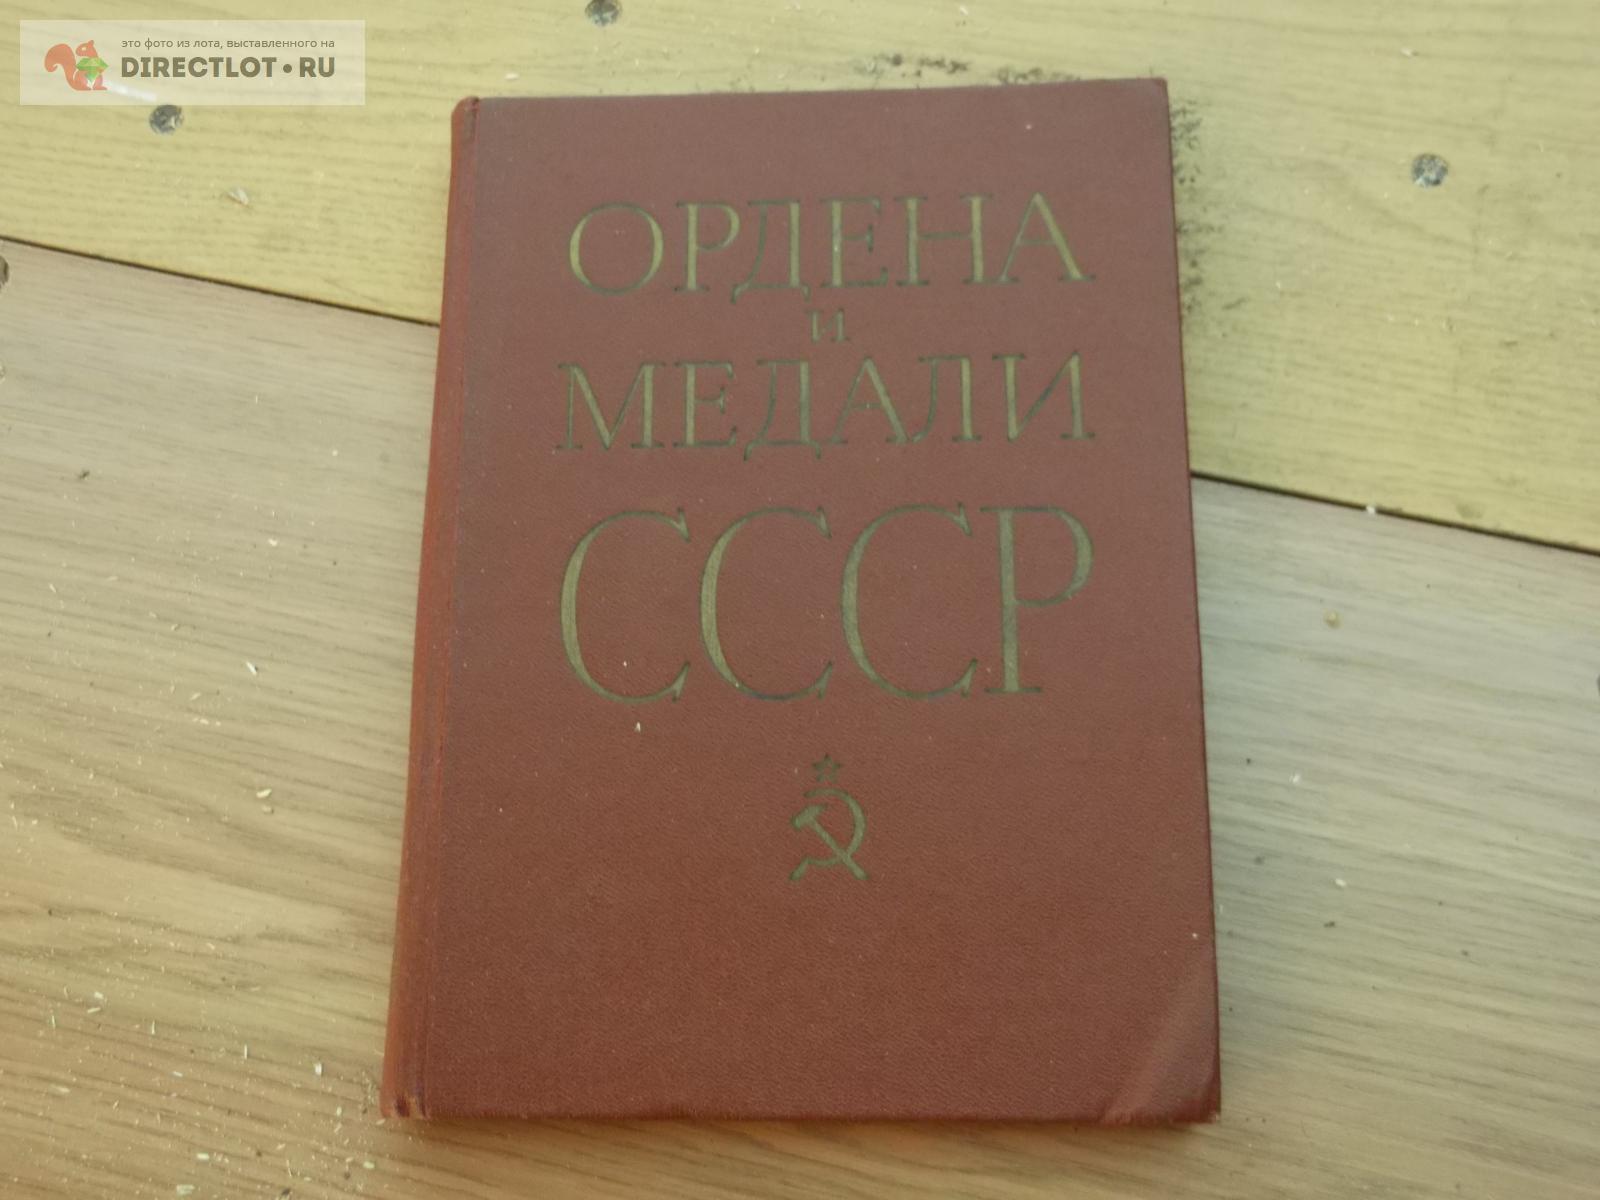 это фото из лота, выставленного на
DIRECTLOT•RU
ОРДЕНА
и
МЕДАЛИ
СССР